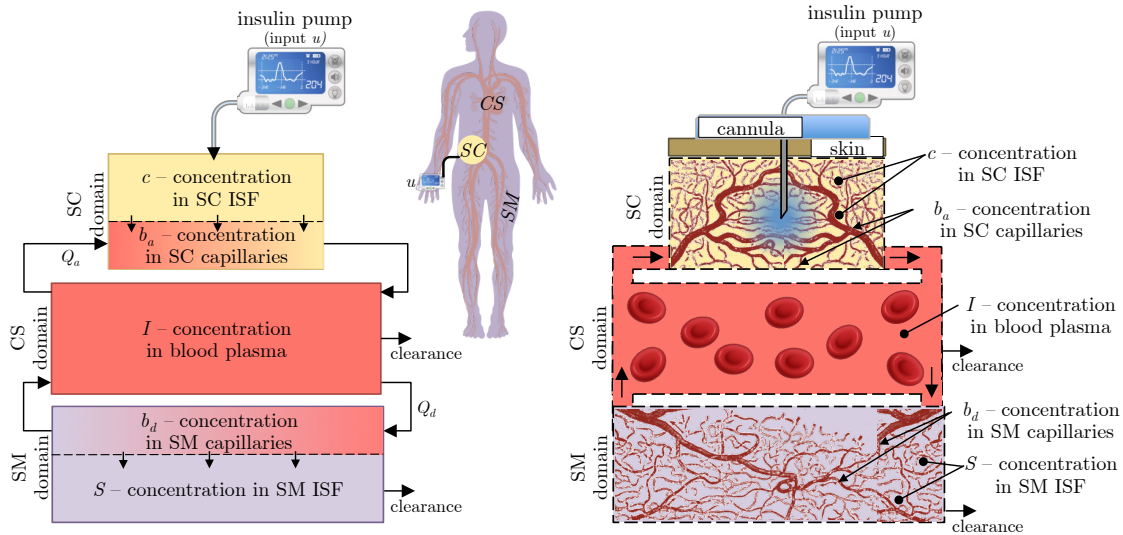 insulin pump
(input u)
204
SC
domain
c – concentration
in SC ISF
b_a – concentration
in SC capillaries
Q_a
CS
domain
I – concentration
in blood plasma
clearance
Q_d
SM
domain
b_d – concentration
in SM capillaries
S – concentration in SM ISF
clearance
CS
SC
u
SM
insulin pump
(input u)
204
cannula
skin
SC
domain
c – concentration
in SC ISF
b_a – concentration
in SC capillaries
CS
domain
I – concentration
in blood plasma
clearance
SM
domain
b_d – concentration
in SM capillaries
S – concentration
in SM ISF
clearance